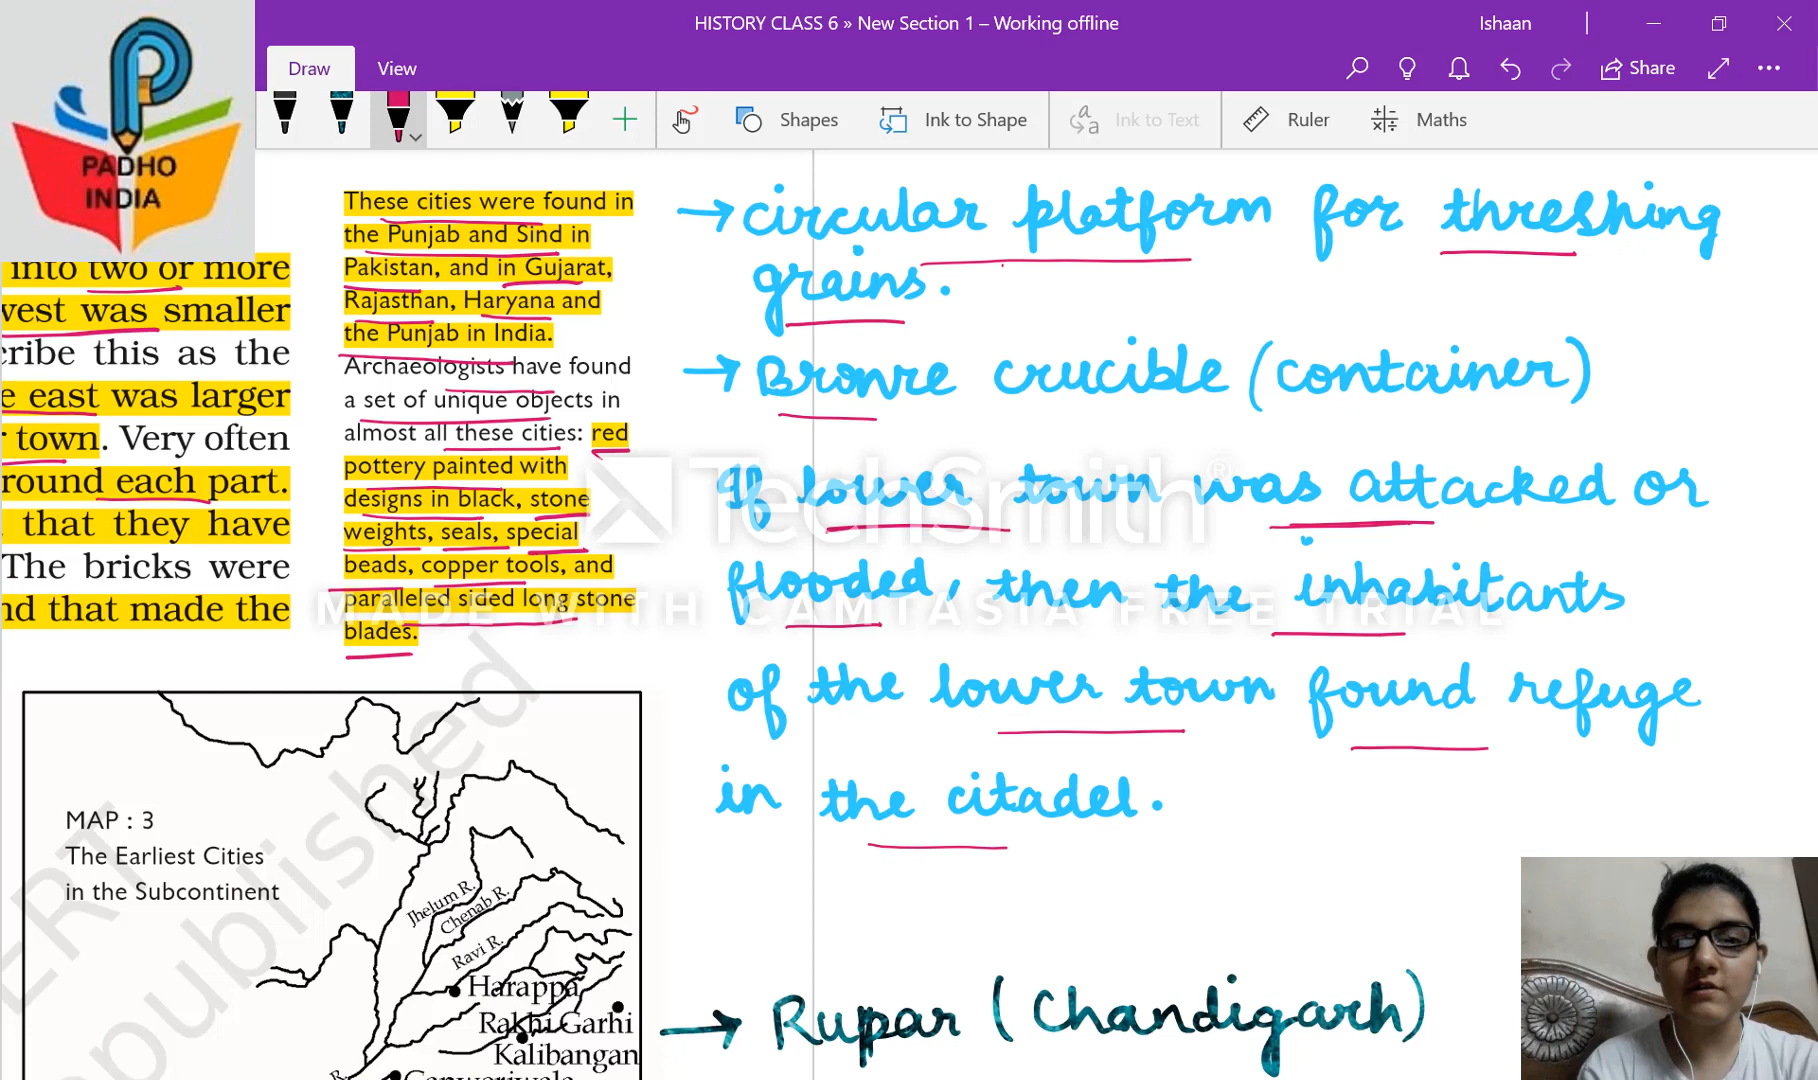 HISTORY CLASS 6 » New Section 1 – Working offline
Ishaan
Draw
View
Share
Shapes
Ink to Shape
Ink to Text
Ruler
Maths
PADHO
INDIA
into two or more
west was smaller
cribe this as the
e east was larger
r town. Very often
round each part.
that they have
The bricks were
nd that made the
These cities were found in
the Punjab and Sind in
Pakistan, and in Gujarat,
Rajasthan, Haryana and
the Punjab in India.
Archaeologists have found
a set of unique objects in
almost all these cities: red
pottery painted with
designs in black, stone
weights, seals, special
beads, copper tools, and
paralleled sided long stone
blades.
→ circular platform for threshing
grains.
→ Bronze crucible (container)
If lower town was attacked or
flooded, then the inhabitants
of the lower town found refuge
in the citadel.
→ Rupar (Chandigarh)
TechSmith®
MADE WITH CAMTASIA FREE TRIAL
MAP : 3
The Earliest Cities
in the Subcontinent
Jhelum R.
Chenab R.
Ravi R.
Harappa
Rakhi Garhi
Kalibangan
Ganweriwala
R.
published